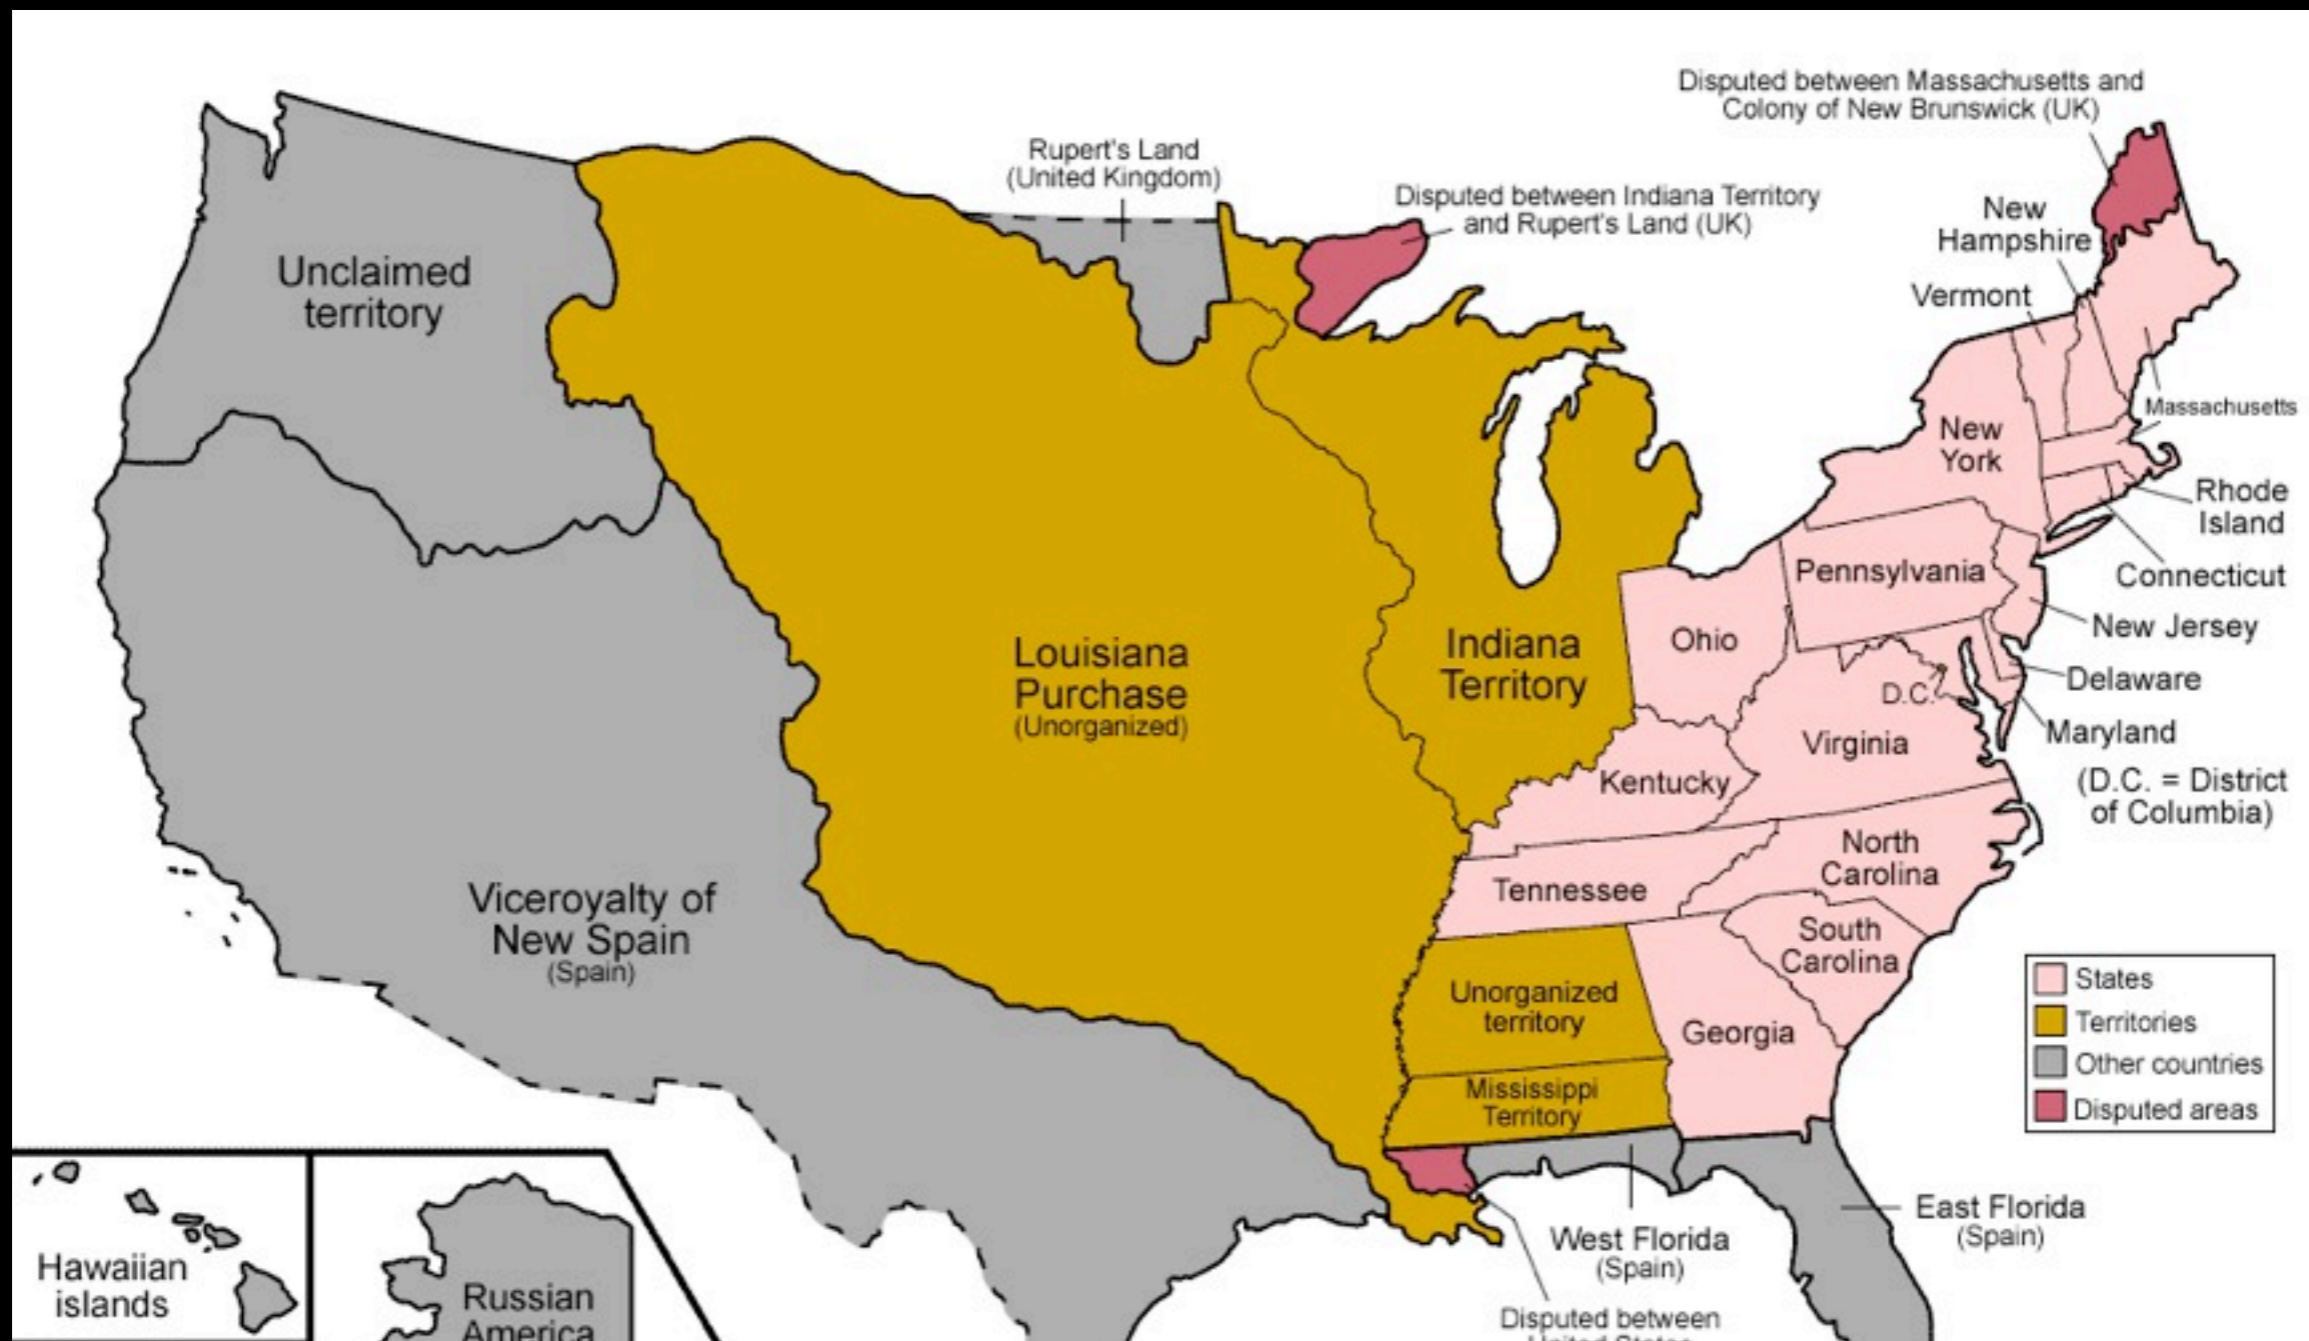 Disputed between Massachusetts and
Colony of New Brunswick (UK)
Rupert's Land
(United Kingdom)
Disputed between Indiana Territory
and Rupert's Land (UK)
New
Hampshire
Vermont
Unclaimed
territory
Massachusetts
New
York
Rhode
Island
Connecticut
Pennsylvania
New Jersey
Ohio
Indiana
Territory
Louisiana
Purchase
(Unorganized)
Delaware
D.C.
Maryland
Virginia
(D.C. = District
of Columbia)
Kentucky
North
Carolina
Tennessee
Viceroyalty of
New Spain
(Spain)
South
Carolina
Unorganized
territory
Georgia
Mississippi
Territory
States
Territories
Other countries
Disputed areas
East Florida
(Spain)
West Florida
(Spain)
Hawaiian
islands
Russian
America
Disputed between
United States